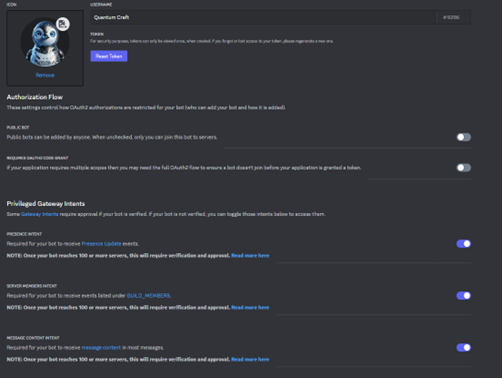 ICON
USERNAME
Quantum Craft
TOKEN
For security purposes, tokens can only be viewed once, when created. If you forgot or lost access to your token, please regenerate a new one.
Reset Token
Remove
Authorization Flow
These settings control how OAuth2 authorizations are restricted for your bot (who can add your bot and how it is added).
PUBLIC BOT
Public bots can be added by anyone. When unchecked, only you can join this bot to servers.
REQUIRES OAUTH2 CODE GRANT
If your application requires multiple scopes then you may need the full OAuth2 flow to ensure a bot doesn't join before your application is granted a token.
Privileged Gateway Intents
Some Gateway Intents require approval if your bot is verified. If your bot is not verified, you can toggle those intents below to access them.
PRESENCE INTENT
Required for your bot to receive Presence Update events.
NOTE: Once your bot reaches 100 or more servers, this will require verification and approval. Read more here
SERVER MEMBERS INTENT
Required for your bot to receive events listed under GUILD_MEMBERS.
NOTE: Once your bot reaches 100 or more servers, this will require verification and approval. Read more here
MESSAGE CONTENT INTENT
Required for your bot to receive message content in most messages.
NOTE: Once your bot reaches 100 or more servers, this will require verification and approval. Read more here